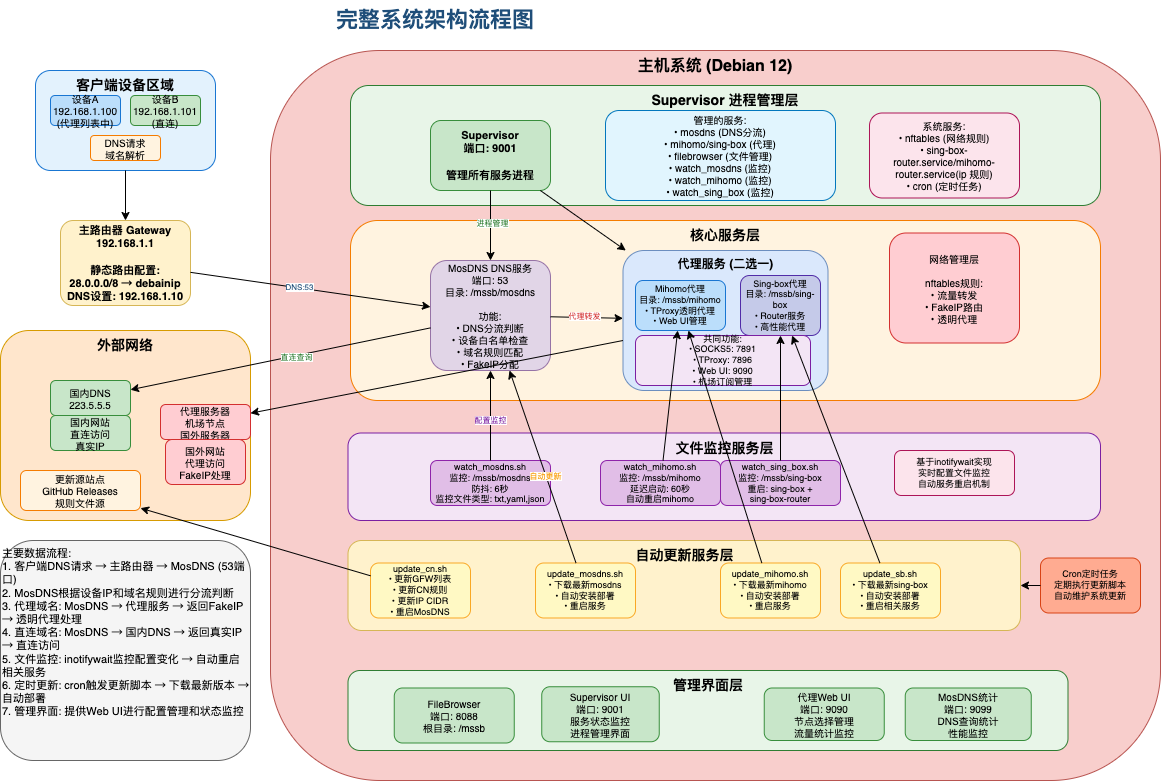 完整系统架构流程图
客户端设备区域
设备A
192.168.1.100
(代理列表中)
设备B
192.168.1.101
(直连)
DNS请求
域名解析
主路由器 Gateway
192.168.1.1
静态路由配置:
28.0.0.0/8 → debainip
DNS设置: 192.168.1.10
外部网络
国内DNS
223.5.5.5
国内网站
直连访问
真实IP
代理服务器
机场节点
国外服务器
国外网站
代理访问
FakeIP处理
更新源站点
GitHub Releases
规则文件源
主要数据流程:
1. 客户端DNS请求 → 主路由器 → MosDNS (53端
口)
2. MosDNS根据设备IP和域名规则进行分流判断
3. 代理域名: MosDNS → 代理服务 → 返回FakeIP
→ 透明代理处理
4. 直连域名: MosDNS → 国内DNS → 返回真实IP
→ 直连访问
5. 文件监控: inotifywait监控配置变化 → 自动重启
相关服务
6. 定时更新: cron触发更新脚本 → 下载最新版本 →
自动部署
7. 管理界面: 提供Web UI进行配置管理和状态监控
主机系统 (Debian 12)
Supervisor 进程管理层
Supervisor
端口: 9001
管理所有服务进程
管理的服务:
• mosdns (DNS分流)
• mihomo/sing-box (代理)
• filebrowser (文件管理)
• watch_mosdns (监控)
• watch_mihomo (监控)
• watch_sing_box (监控)
系统服务:
• nftables (网络规则)
• sing-box-
router.service/mihomo-
router.service(ip 规则)
• cron (定时任务)
进程管理
DNS:53
核心服务层
MosDNS DNS服务
端口: 53
目录: /mssb/mosdns
功能:
• DNS分流判断
• 设备白名单检查
• 域名规则匹配
• FakeIP分配
代理转发
直连查询
代理服务 (二选一)
Mihomo代理
目录: /mssb/mihomo
• TProxy透明代理
• Web UI管理
Sing-box代理
目录: /mssb/sing-
box
• Router服务
• 高性能代理
共同功能:
• SOCKS5: 7891
• TProxy: 7896
• Web UI: 9090
• 机场订阅管理
网络管理层
nftables规则:
• 流量转发
• FakeIP路由
• 透明代理
配置监控
文件监控服务层
watch_mosdns.sh
监控: /mssb/mosdns
防抖: 6秒
监控文件类型: txt,yaml,json
自动更新
watch_mihomo.sh
监控: /mssb/mihomo
延迟启动: 60秒
自动重启mihomo
watch_sing_box.sh
监控: /mssb/sing-box
重启: sing-box +
sing-box-router
基于inotifywait实现
实时配置文件监控
自动服务重启机制
自动更新服务层
update_cn.sh
• 更新GFW列表
• 更新CN规则
• 更新IP CIDR
• 重启MosDNS
update_mosdns.sh
• 下载最新mosdns
• 自动安装部署
• 重启服务
update_mihomo.sh
• 下载最新mihomo
• 自动安装部署
• 重启服务
update_sb.sh
• 下载最新sing-box
• 自动安装部署
• 重启相关服务
Cron定时任务
定期执行更新脚本
自动维护系统更新
管理界面层
FileBrowser
端口: 8088
根目录: /mssb
Supervisor UI
端口: 9001
服务状态监控
进程管理界面
代理Web UI
端口: 9090
节点选择管理
流量统计监控
MosDNS统计
端口: 9099
DNS查询统计
性能监控